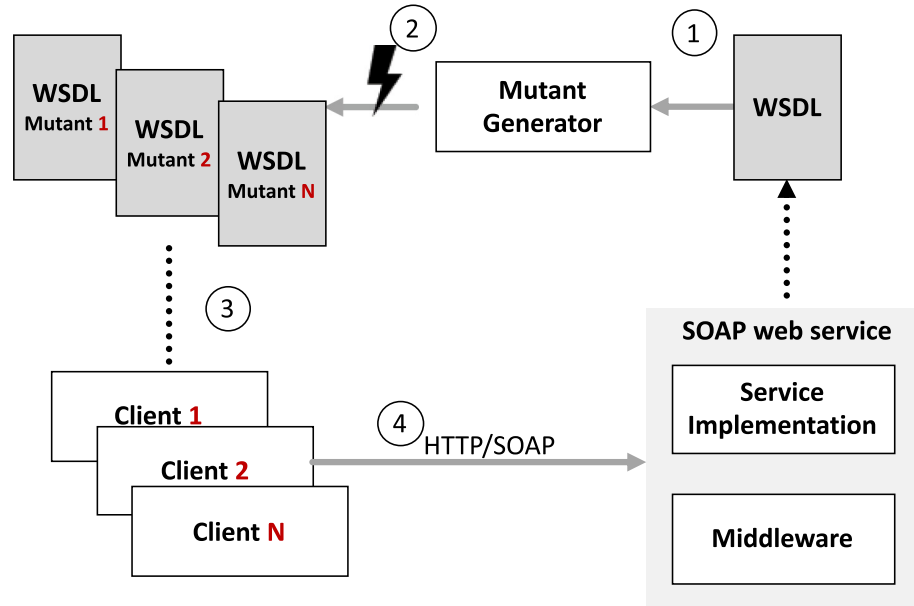 2
1
WSDL
Mutant 1
WSDL
Mutant 2
WSDL
Mutant N
Mutant
Generator
WSDL
3
SOAP web service
Service
Implementation
Middleware
Client 1
Client 2
Client N
4
HTTP/SOAP